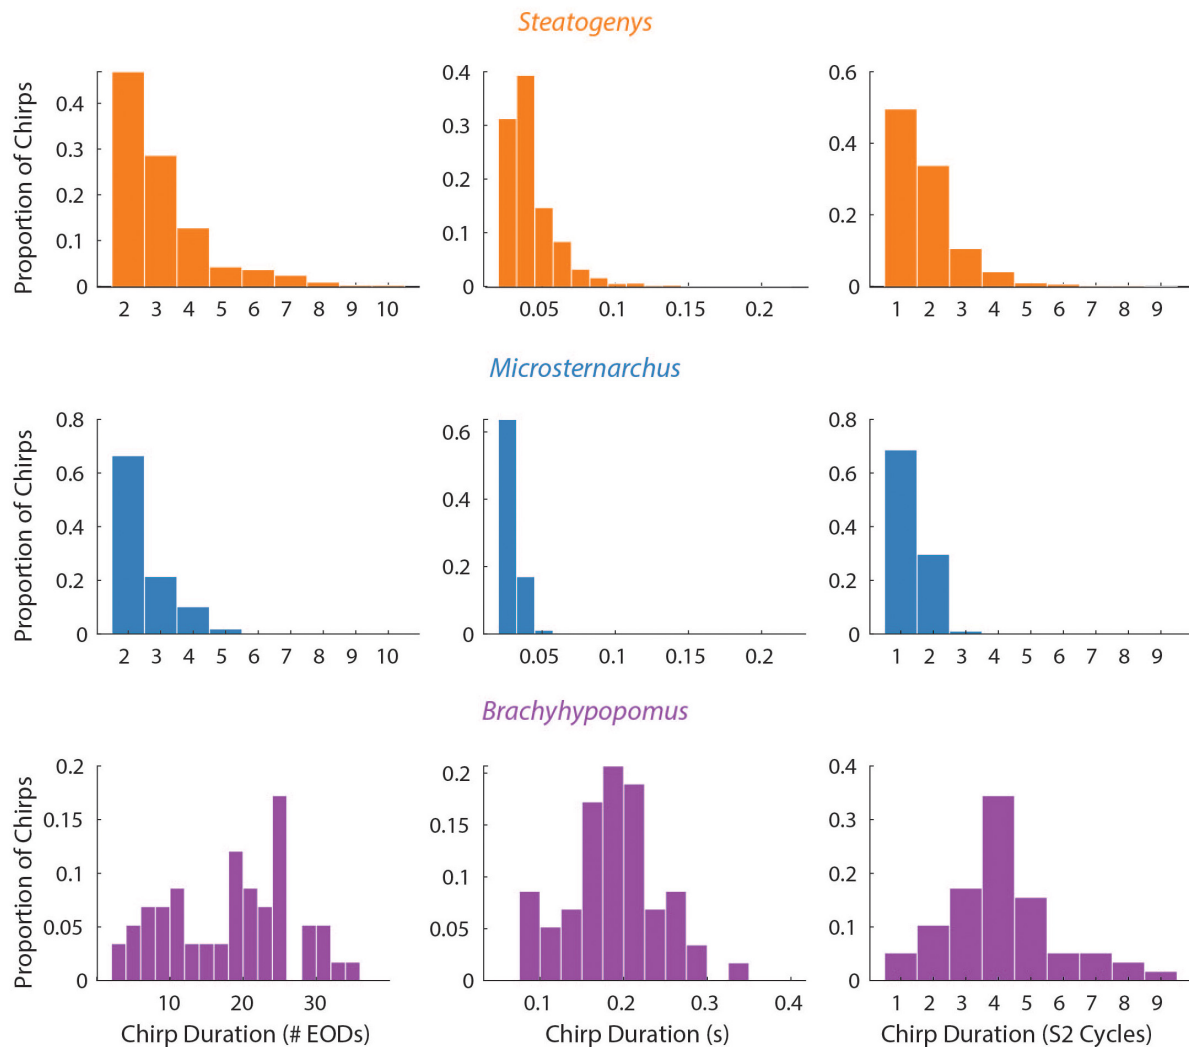 Steatogenys
Proportion of Chirps
0.4
0.3
0.2
0.1
0
2 3 4 5 6 7 8 9 10
0.4
0.3
0.2
0.1
0
0.05 0.1 0.15 0.2
0.6
0.4
0.2
0
1 2 3 4 5 6 7 8 9
Microsternarchus
Proportion of Chirps
0.8
0.6
0.4
0.2
0
2 3 4 5 6 7 8 9 10
0.6
0.4
0.2
0
0.05 0.1 0.15 0.2
0.8
0.6
0.4
0.2
0
1 2 3 4 5 6 7 8 9
Brachyhypopomus
Proportion of Chirps
0.2
0.15
0.1
0.05
0
10 20 30
Chirp Duration (# EODs)
0.2
0.15
0.1
0.05
0
0.1 0.2 0.3 0.4
Chirp Duration (s)
0.4
0.3
0.2
0.1
0
1 2 3 4 5 6 7 8 9
Chirp Duration (S2 Cycles)